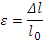 ε = Δl / l₀